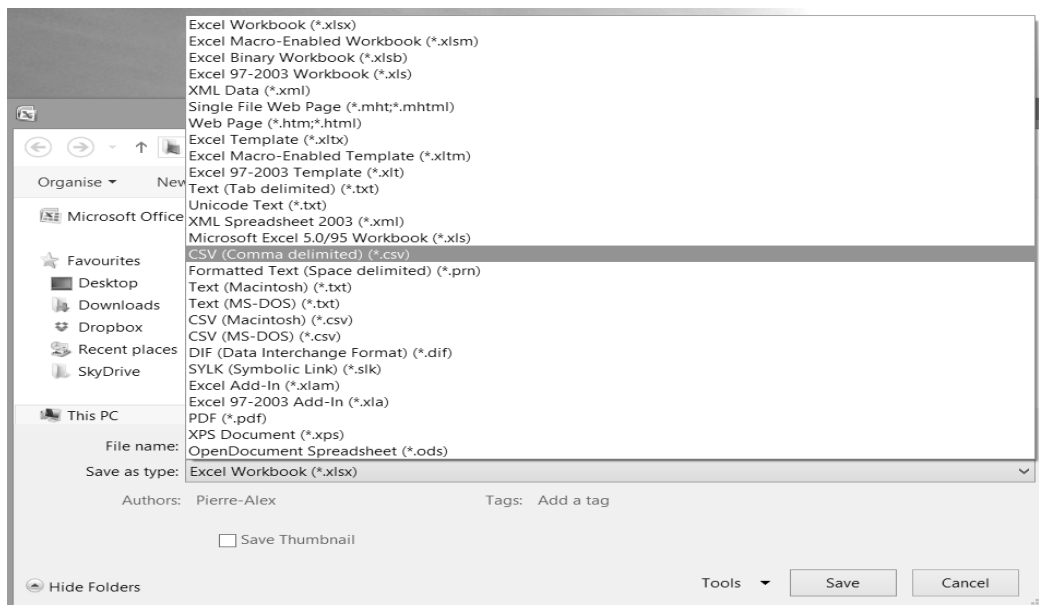 Excel Workbook (*.xlsx)
Excel Macro-Enabled Workbook (*.xlsm)
Excel Binary Workbook (*.xlsb)
Excel 97-2003 Workbook (*.xls)
XML Data (*.xml)
Single File Web Page (*.mht;*.mhtml)
Web Page (*.htm;*.html)
Excel Template (*.xltx)
Excel Macro-Enabled Template (*.xltm)
Excel 97-2003 Template (*.xlt)
Text (Tab delimited) (*.txt)
Unicode Text (*.txt)
XML Spreadsheet 2003 (*.xml)
Microsoft Excel 5.0/95 Workbook (*.xls)
CSV (Comma delimited) (*.csv)
Formatted Text (Space delimited) (*.prn)
Text (Macintosh) (*.txt)
Text (MS-DOS) (*.txt)
CSV (Macintosh) (*.csv)
CSV (MS-DOS) (*.csv)
DIF (Data Interchange Format) (*.dif)
SYLK (Symbolic Link) (*.slk)
Excel Add-In (*.xlam)
Excel 97-2003 Add-In (*.xla)
PDF (*.pdf)
XPS Document (*.xps)
OpenDocument Spreadsheet (*.ods)
Organise New
Microsoft Office
Favourites
Desktop
Downloads
Dropbox
Recent places
SkyDrive
This PC
File name:
Save as type: Excel Workbook (*.xlsx)
Authors: Pierre-Alex Tags: Add a tag
Save Thumbnail
Hide Folders Tools Save Cancel